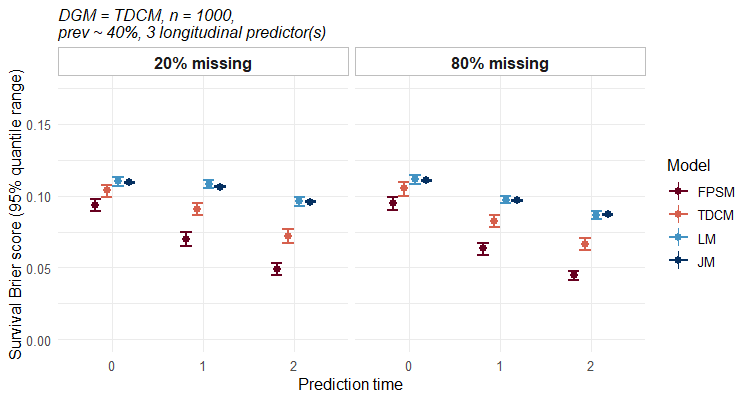 DGM = TDCM, n = 1000,
prev ~ 40%, 3 longitudinal predictor(s)
20% missing
80% missing
Survival Brier score (95% quantile range)
0.15
0.10
0.05
0.00
0
1
2
0
1
2
Prediction time
Model
FPSM
TDCM
LM
JM